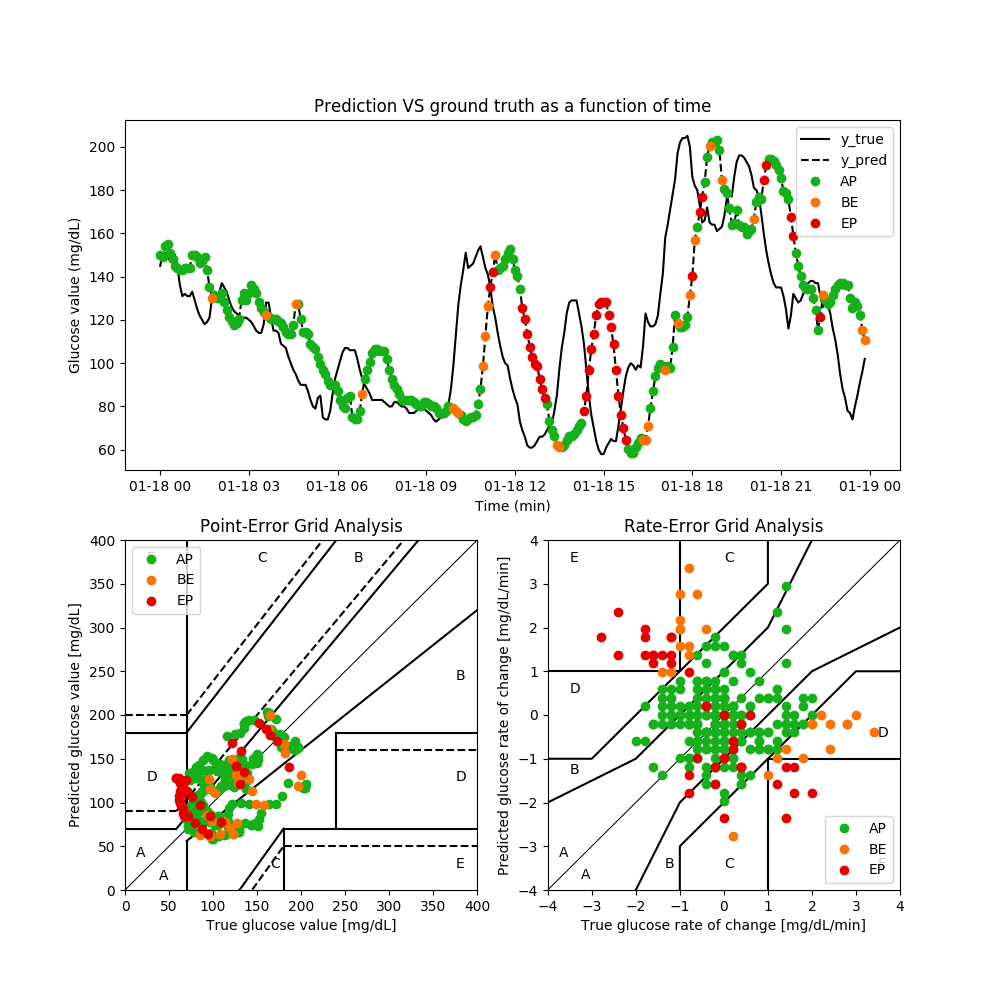 Prediction VS ground truth as a function of time
Glucose value (mg/dL)
200
180
160
140
120
100
80
60
y_true
y_pred
AP
BE
EP
01-18 00 01-18 03 01-18 06 01-18 09 01-18 12 01-18 15 01-18 18 01-18 21 01-19 00
Time (min)
Point-Error Grid Analysis
Predicted glucose value [mg/dL]
400
350
300
250
200
150
100
50
0
AP
BE
EP
C B
B
D D
A
A C E
0 50 100 150 200 250 300 350 400
True glucose value [mg/dL]
Rate-Error Grid Analysis
Predicted glucose rate of change [mg/dL/min]
4
3
2
1
0
−1
−2
−3
−4
E C
D
D
B
A
A B C
AP
BE
EP
−4 −3 −2 −1 0 1 2 3 4
True glucose rate of change [mg/dL/min]